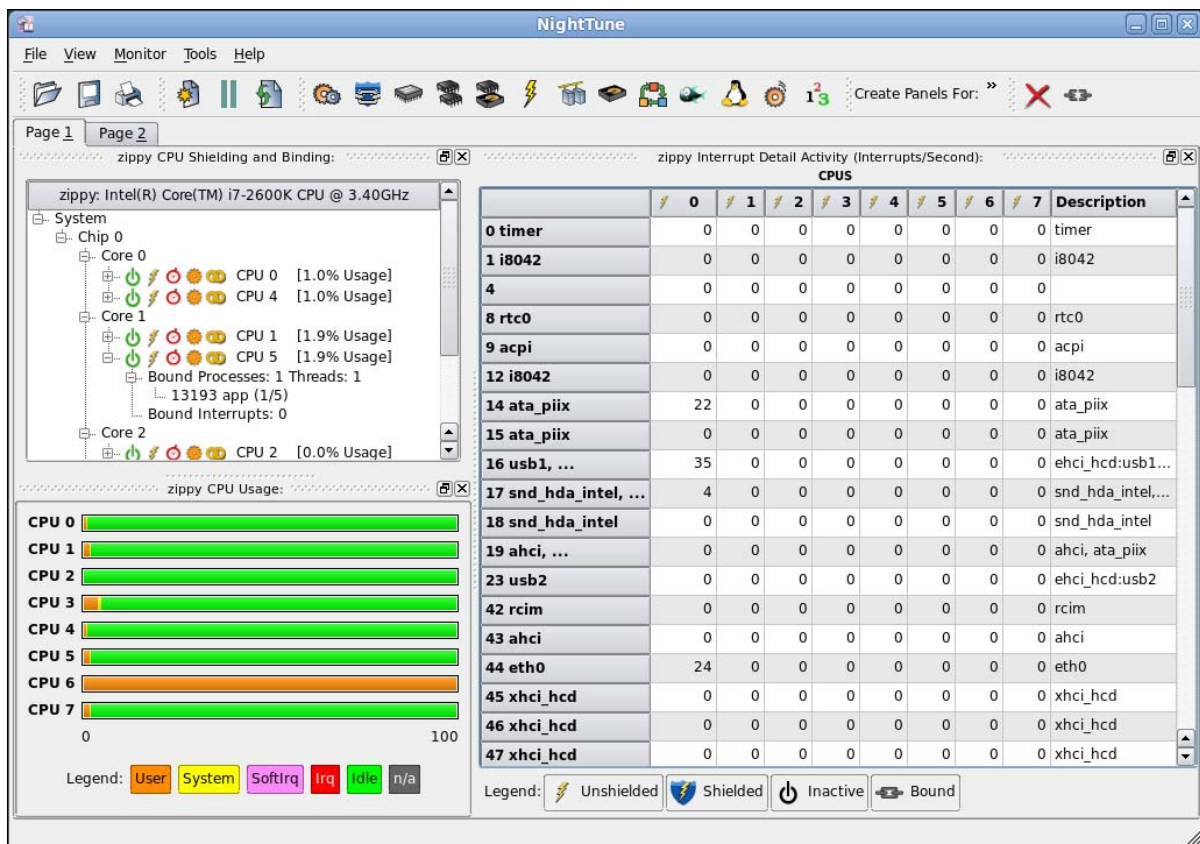 NightTune
File View Monitor Tools Help
Create Panels For: »
Page 1 Page 2
zippy CPU Shielding and Binding:
zippy: Intel(R) Core(TM) i7-2600K CPU @ 3.40GHz
System
Chip 0
Core 0
CPU 0 [1.0% Usage]
CPU 4 [1.0% Usage]
Core 1
CPU 1 [1.9% Usage]
CPU 5 [1.9% Usage]
Bound Processes: 1 Threads: 1
13193 app (1/5)
Bound Interrupts: 0
Core 2
CPU 2 [0.0% Usage]
zippy CPU Usage:
CPU 0
CPU 1
CPU 2
CPU 3
CPU 4
CPU 5
CPU 6
CPU 7
0 100
Legend: User System SoftIrq Irq Idle n/a
zippy Interrupt Detail Activity (Interrupts/Second):
CPUS
0 1 2 3 4 5 6 7 Description
0 timer 0 0 0 0 0 0 0 0 timer
1 i8042 0 0 0 0 0 0 0 0 i8042
4 0 0 0 0 0 0 0 0
8 rtc0 0 0 0 0 0 0 0 0 rtc0
9 acpi 0 0 0 0 0 0 0 0 acpi
12 i8042 0 0 0 0 0 0 0 0 i8042
14 ata_piix 22 0 0 0 0 0 0 0 ata_piix
15 ata_piix 0 0 0 0 0 0 0 0 ata_piix
16 usb1, ... 35 0 0 0 0 0 0 0 ehci_hcd:usb1...
17 snd_hda_intel, ... 4 0 0 0 0 0 0 0 snd_hda_intel,...
18 snd_hda_intel 0 0 0 0 0 0 0 0 snd_hda_intel
19 ahci, ... 0 0 0 0 0 0 0 0 ahci, ata_piix
23 usb2 0 0 0 0 0 0 0 0 ehci_hcd:usb2
42 rcim 0 0 0 0 0 0 0 0 rcim
43 ahci 0 0 0 0 0 0 0 0 ahci
44 eth0 24 0 0 0 0 0 0 0 eth0
45 xhci_hcd 0 0 0 0 0 0 0 0 xhci_hcd
46 xhci_hcd 0 0 0 0 0 0 0 0 xhci_hcd
47 xhci_hcd 0 0 0 0 0 0 0 0 xhci_hcd
Legend: Unshielded Shielded Inactive Bound